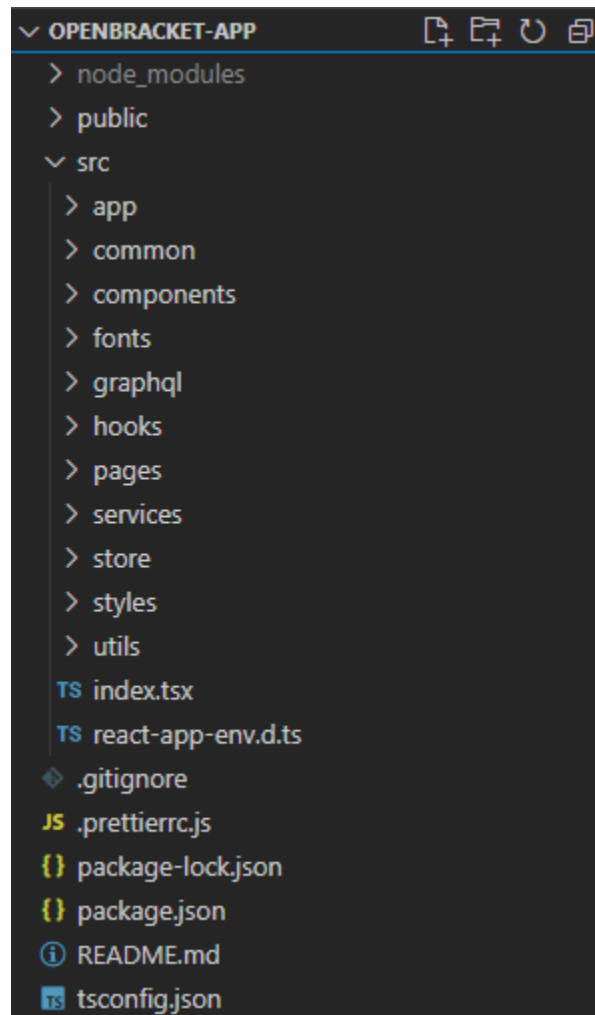 OPENBRACKET-APP
node_modules
public
src
app
common
components
fonts
graphql
hooks
pages
services
store
styles
utils
TS index.tsx
TS react-app-env.d.ts
.gitignore
JS .prettierrc.js
{} package-lock.json
{} package.json
README.md
TS tsconfig.json